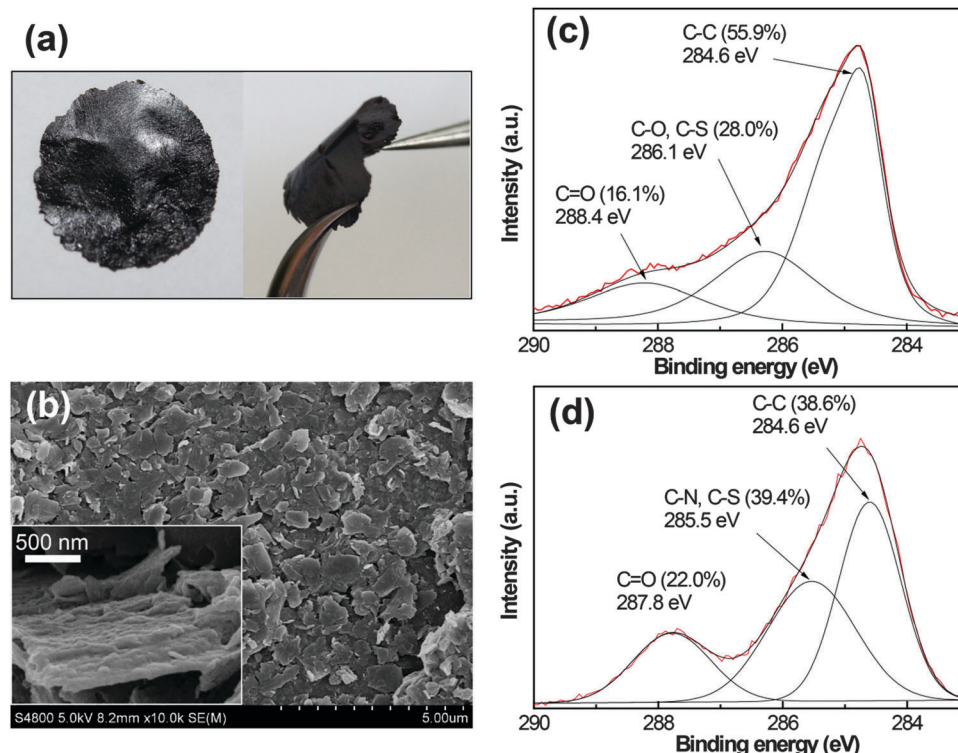 (a)
(b)
500 nm
S4800 5.0kV 8.2mm x10.0k SE(M)
5.00um
(c)
C-C (55.9%)
284.6 eV
C-O, C-S (28.0%)
286.1 eV
C=O (16.1%)
288.4 eV
Intensity (a.u.)
290
288
286
284
Binding energy (eV)
(d)
C-C (38.6%)
284.6 eV
C-N, C-S (39.4%)
285.5 eV
C=O (22.0%)
287.8 eV
Intensity (a.u.)
290
288
286
284
Binding energy (eV)